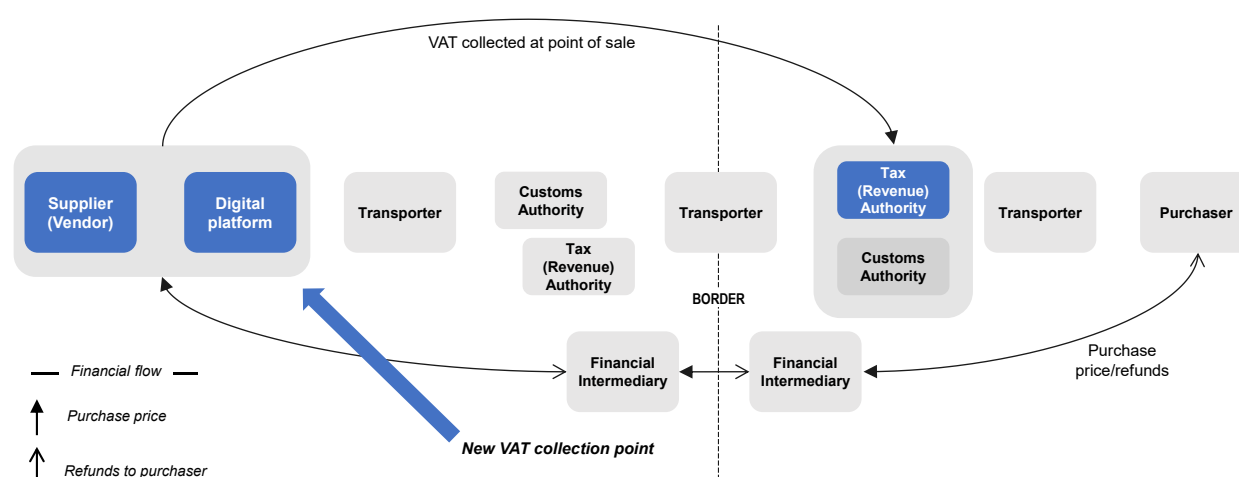 VAT collected at point of sale
Supplier
(Vendor)
Digital
platform
Transporter
Customs
Authority
Tax
(Revenue)
Authority
Transporter
BORDER
Tax
(Revenue)
Authority
Customs
Authority
Transporter
Purchaser
Financial
Intermediary
Financial
Intermediary
Purchase
price/refunds
Financial flow
Purchase price
Refunds to purchaser
New VAT collection point